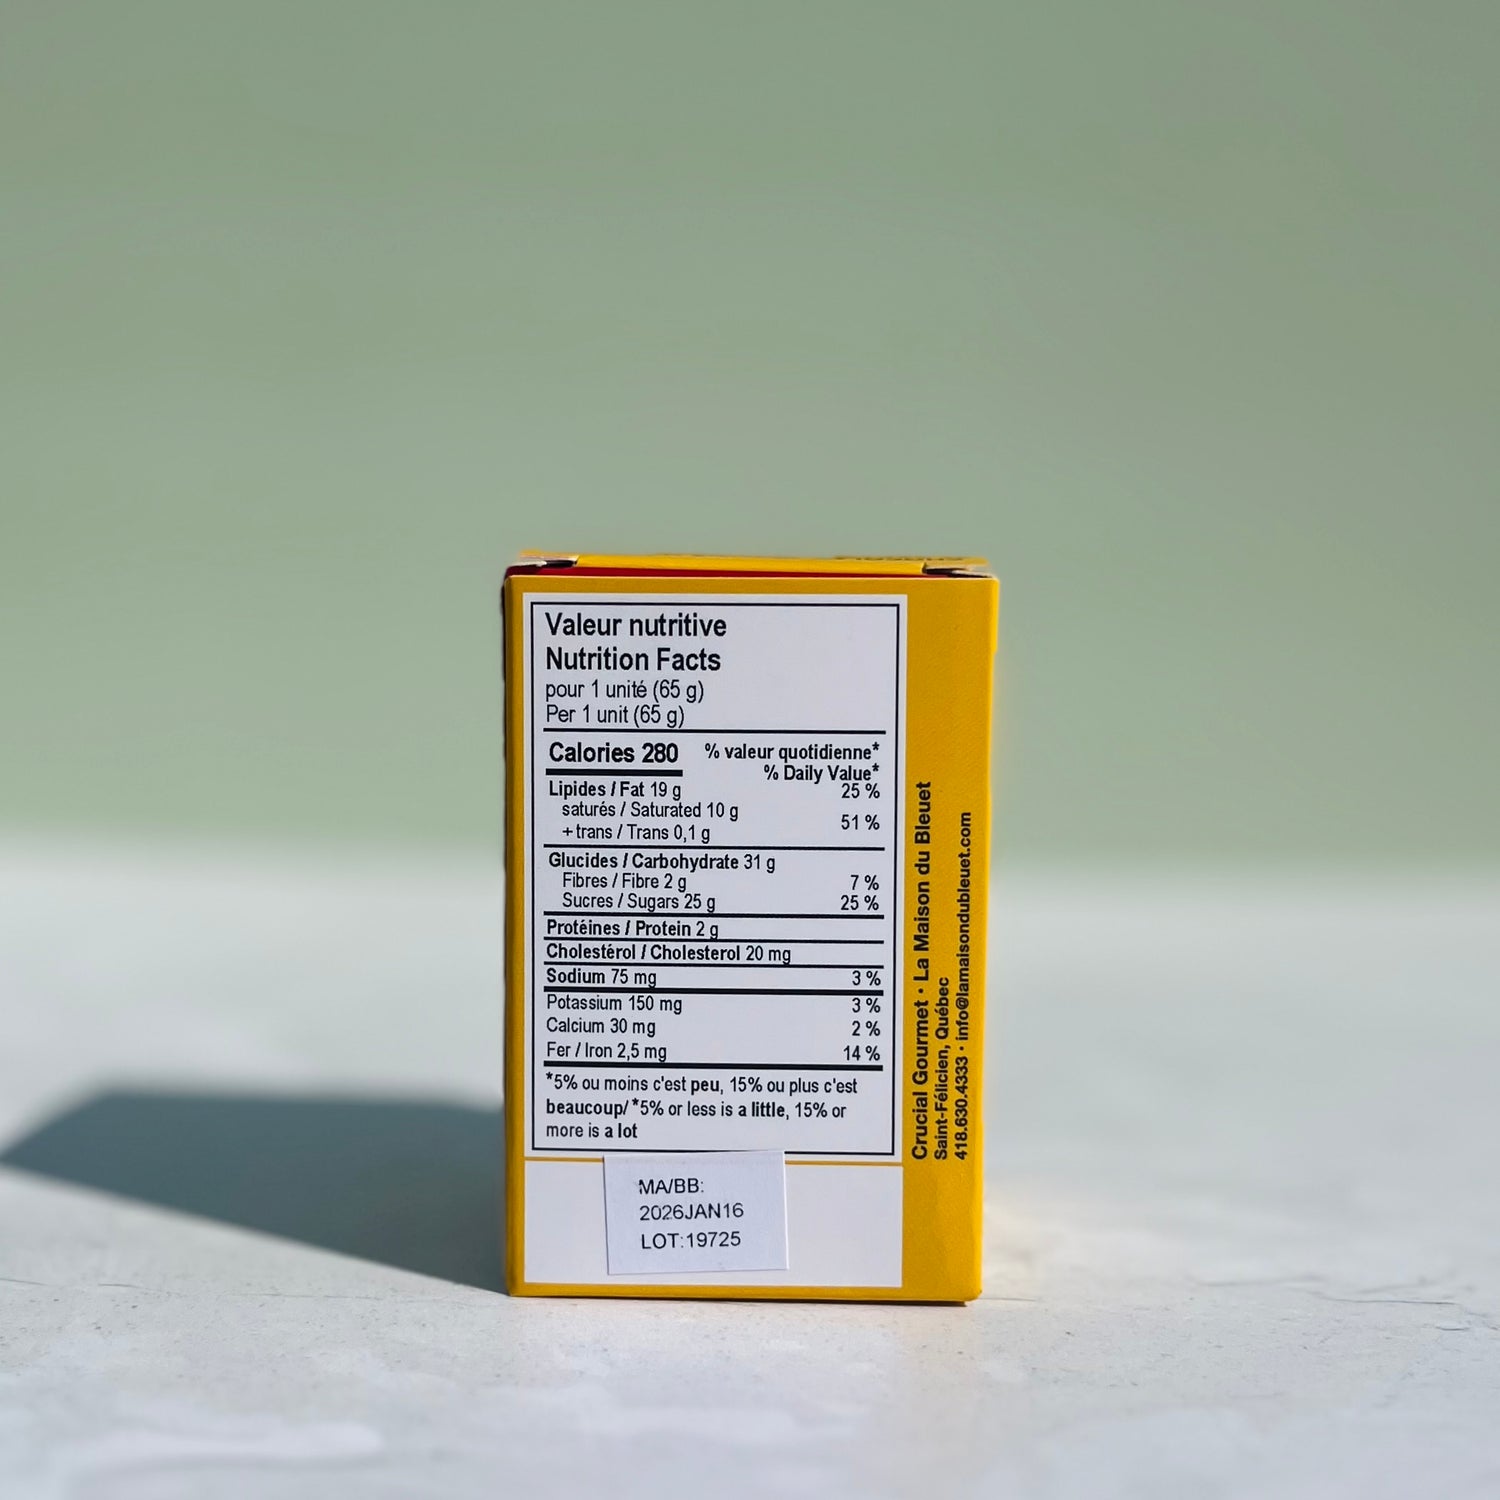 Valeur nutritive
Nutrition Facts
pour 1 unité (65 g)
Per 1 unit (65 g)
Calories 280 % valeur quotidienne*
% Daily Value*
Lipides / Fat 19 g 25 %
saturés / Saturated 10 g
+ trans / Trans 0,1 g 51 %
Glucides / Carbohydrate 31 g
Fibres / Fibre 2 g 7 %
Sucres / Sugars 25 g 25 %
Protéines / Protein 2 g
Cholestérol / Cholesterol 20 mg
Sodium 75 mg 3 %
Potassium 150 mg 3 %
Calcium 30 mg 2 %
Fer / Iron 2,5 mg 14 %
*5% ou moins c'est peu, 15% ou plus c'est
beaucoup/ *5% or less is a little, 15% or
more is a lot
MA/BB:
2026JAN16
LOT:19725
Crucial Gourmet • La Maison du Bleuet
Saint-Félicien, Québec
418.630.4333 • info@lamaisondubleuet.com